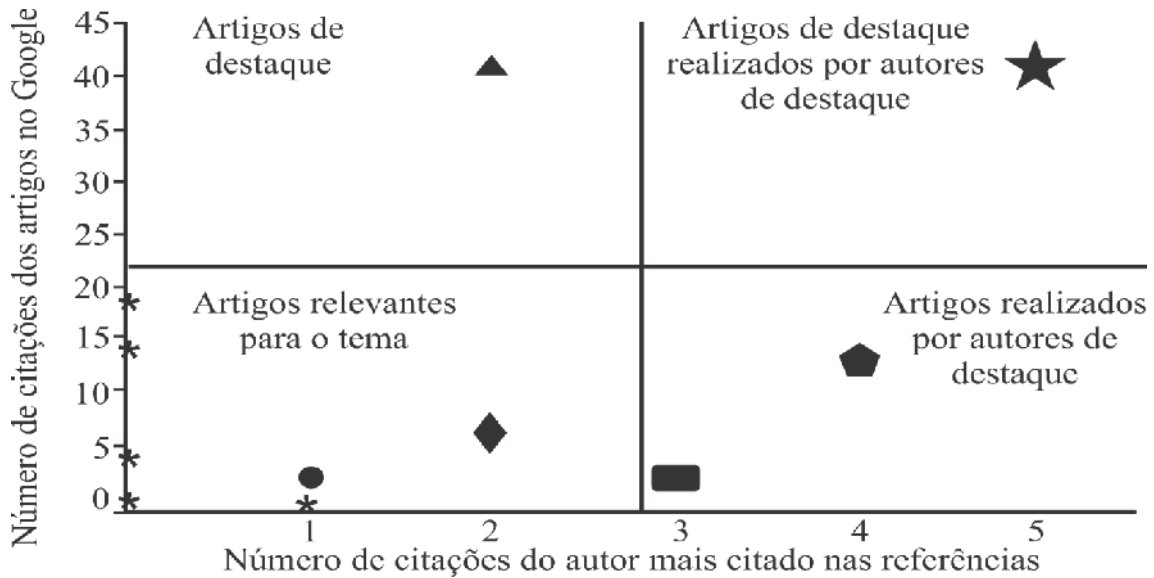 Número de citações dos artigos no Google
45
40
35
30
25
20
15
10
5
0
Artigos de
destaque
Artigos de destaque
realizados por autores
de destaque
Artigos relevantes
para o tema
Artigos realizados
por autores de
destaque
1 2 3 4 5
Número de citações do autor mais citado nas referências